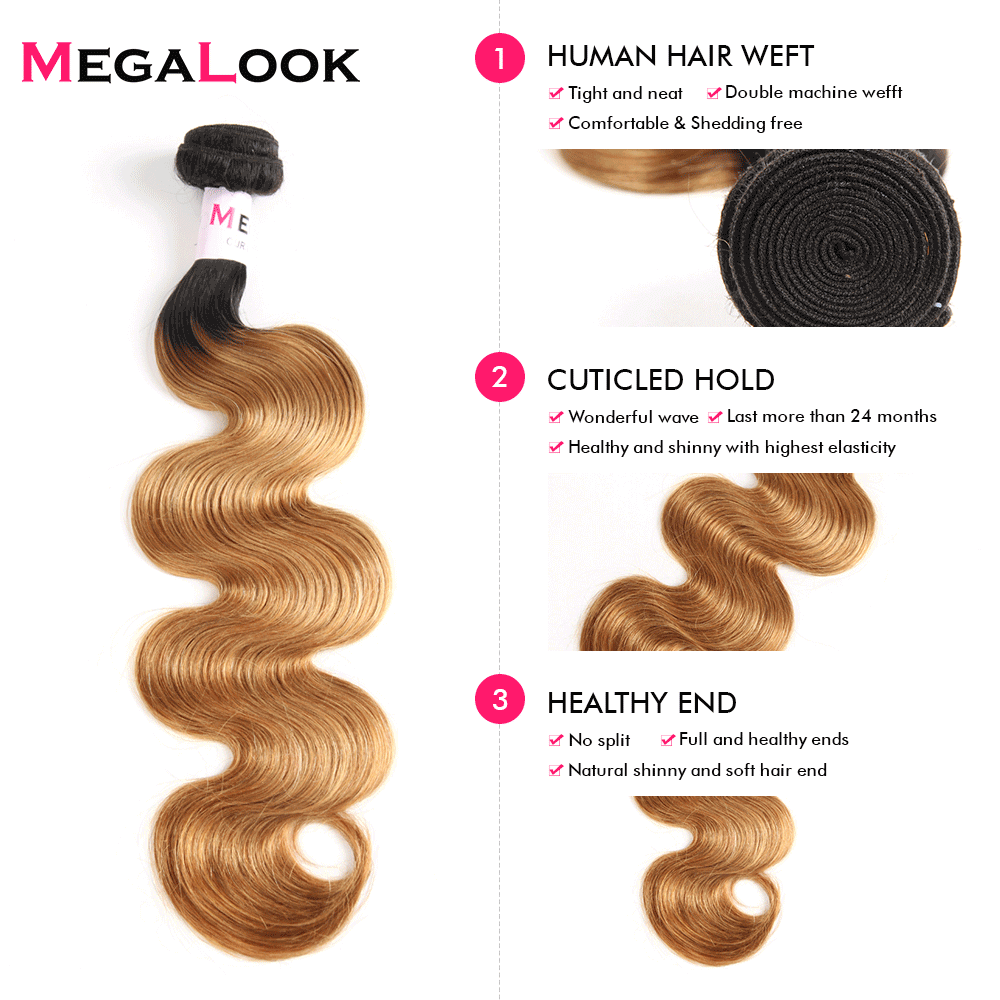 MEGALOOK
ME
OUR
1
HUMAN HAIR WEFT
Tight and neat
Double machine wefft
Comfortable & Shedding free
2
CUTICLED HOLD
Wonderful wave
Last more than 24 months
Healthy and shinny with highest elasticity
3
HEALTHY END
No split
Full and healthy ends
Natural shinny and soft hair end